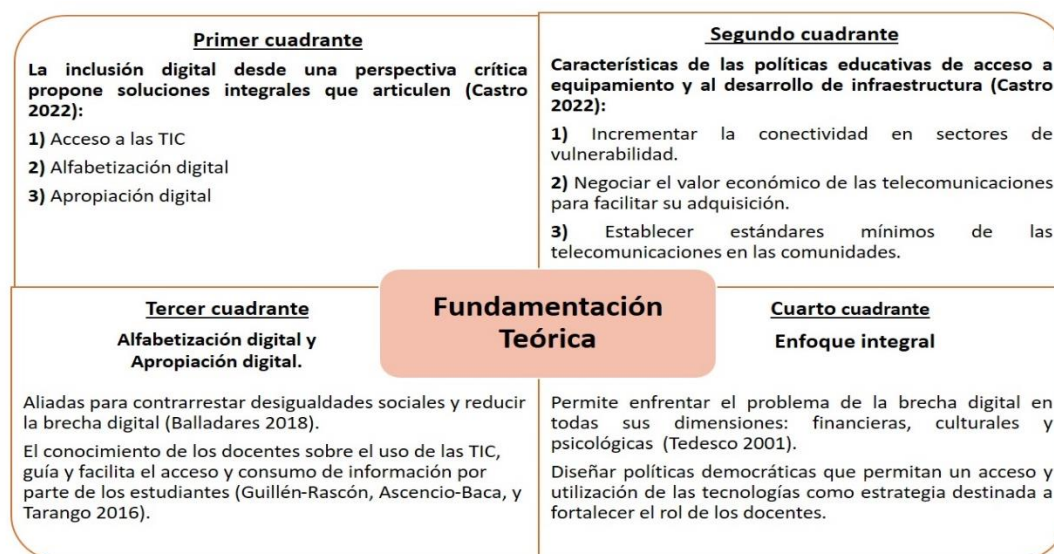 Primer cuadrante
La inclusión digital desde una perspectiva crítica
propone soluciones integrales que articulen (Castro
2022):
1) Acceso a las TIC
2) Alfabetización digital
3) Apropiación digital
Segundo cuadrante
Características de las políticas educativas de acceso a
equipamiento y al desarrollo de infraestructura (Castro
2022):
1) Incrementar la conectividad en sectores de
vulnerabilidad.
2) Negociar el valor económico de las telecomunicaciones
para facilitar su adquisición.
3) Establecer estándares mínimos de las
telecomunicaciones en las comunidades.
Fundamentación
Teórica
Tercer cuadrante
Alfabetización digital y
Apropiación digital.
Aliadas para contrarrestar desigualdades sociales y reducir
la brecha digital (Balladares 2018).
El conocimiento de los docentes sobre el uso de las TIC,
guía y facilita el acceso y consumo de información por
parte de los estudiantes (Guillén-Rascón, Ascencio-Baca, y
Tarango 2016).
Cuarto cuadrante
Enfoque integral
Permite enfrentar el problema de la brecha digital en
todas sus dimensiones: financieras, culturales y
psicológicas (Tedesco 2001).
Diseñar políticas democráticas que permitan un acceso y
utilización de las tecnologías como estrategia destinada a
fortalecer el rol de los docentes.